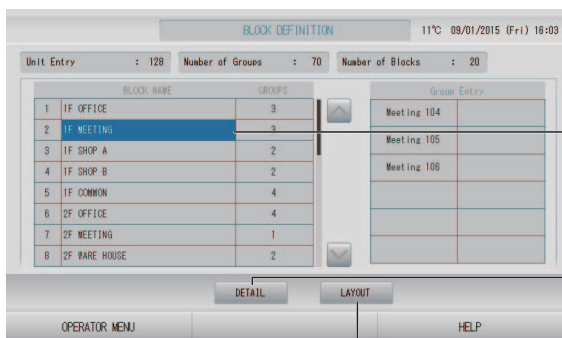 BLOCK DEFINITION 11°C 09/01/2015 (Fri) 16:03
Unit Entry : 128 Number of Groups : 70 Number of Blocks : 20
BLOCK NAME GROUPS Group Entry
1 1F OFFICE 3
2 1F MEETING 3
3 1F SHOP A 2
4 1F SHOP B 2
5 1F COMMON 4
6 2F OFFICE 4
7 2F MEETING 1
8 2F WARE HOUSE 2
Meeting 104
Meeting 105
Meeting 106
DETAIL LAYOUT
OPERATOR MENU HELP